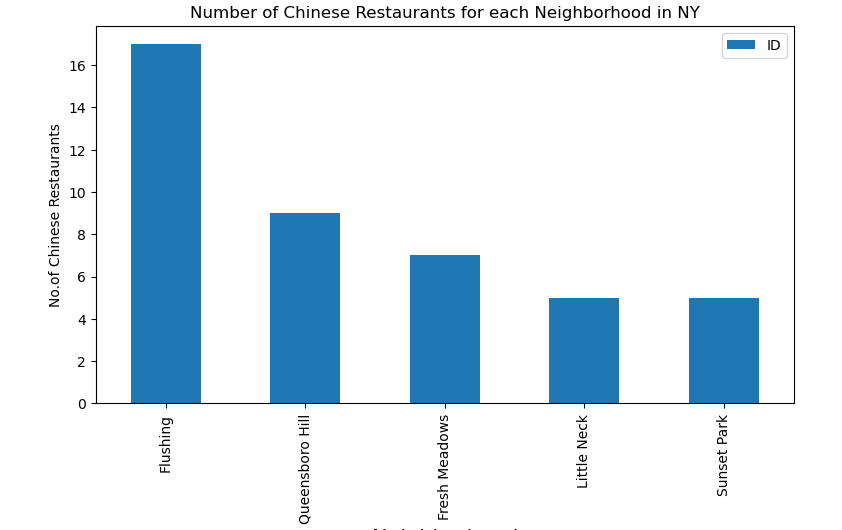 Number of Chinese Restaurants for each Neighborhood in NY
ID
No.of Chinese Restaurants
16
14
12
10
8
6
4
2
0
Flushing
Queensboro Hill
Fresh Meadows
Little Neck
Sunset Park